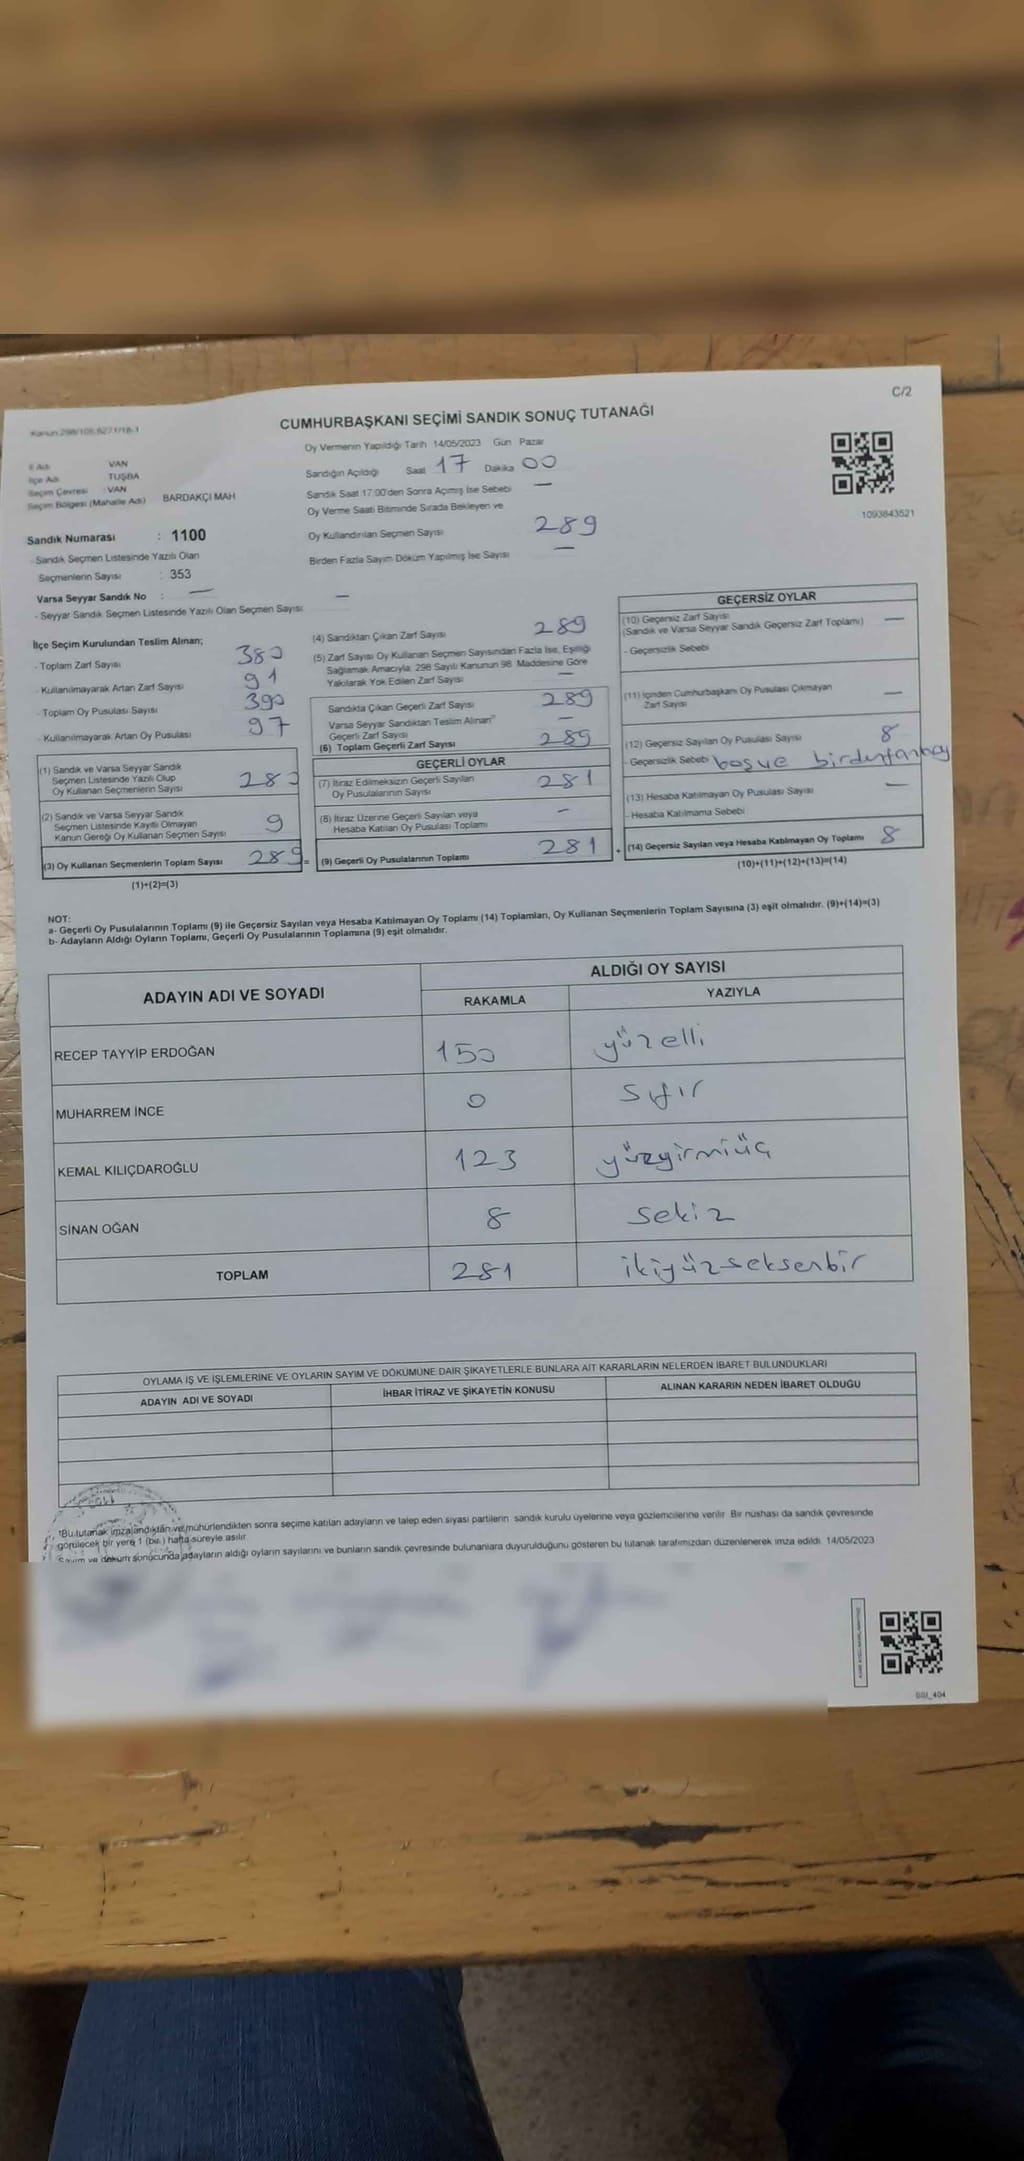 Kanun:298/105,6271/18-1
C/2
CUMHURBAŞKANI SEÇİMİ SANDIK SONUÇ TUTANAĞI
Oy Vermenin Yapıldığı Tarih 14/05/2023 Gün Pazar
İl Adı VAN
İlçe Adı TUŞBA
Seçim Çevresi : VAN
Seçim Bölgesi (Mahalle Adı) BARDAKÇI MAH
Sandığın Açıldığı Saat 17 Dakika 00
Sandık Saat 17:00'den Sonra Açılmış İse Sebebi —
Oy Verme Saati Bitiminde Sırada Bekleyen ve
Oy Kullandırılan Seçmen Sayısı 289
Birden Fazla Sayım Döküm Yapılmış İse Sayısı —
1093843521
Sandık Numarası : 1100
- Sandık Seçmen Listesinde Yazılı Olan
Seçmenlerin Sayısı : 353
Varsa Seyyar Sandık No : —
- Seyyar Sandık Seçmen Listesinde Yazılı Olan Seçmen Sayısı —
İlçe Seçim Kurulundan Teslim Alınan;
- Toplam Zarf Sayısı 380
- Kullanılmayarak Artan Zarf Sayısı 91
- Toplam Oy Pusulası Sayısı 390
- Kullanılmayarak Artan Oy Pusulası 97
(1) Sandık ve Varsa Seyyar Sandık
Seçmen Listesinde Yazılı Olup
Oy Kullanan Seçmenlerin Sayısı 280
(2) Sandık ve Varsa Seyyar Sandık
Seçmen Listesinde Kayıtlı Olmayan
Kanun Gereği Oy Kullanan Seçmen Sayısı 9
(3) Oy Kullanan Seçmenlerin Toplam Sayısı 289 =
(1)+(2)=(3)
(4) Sandıktan Çıkan Zarf Sayısı 289
(5) Zarf Sayısı Oy Kullanan Seçmen Sayısından Fazla İse, Eşitliği
Sağlamak Amacıyla, 298 Sayılı Kanunun 98. Maddesine Göre
Yakılarak Yok Edilen Zarf Sayısı —
Sandıkta Çıkan Geçerli Zarf Sayısı 289
Varsa Seyyar Sandıktan Teslim Alınan
Geçerli Zarf Sayısı —
(6) Toplam Geçerli Zarf Sayısı 289
GEÇERLİ OYLAR
(7) İtiraz Edilmeksizin Geçerli Sayılan
Oy Pusulalarının Sayısı 281
(8) İtiraz Üzerine Geçerli Sayılan veya
Hesaba Katılan Oy Pusulası Toplamı —
(9) Geçerli Oy Pusulalarının Toplamı 281 +
GEÇERSİZ OYLAR
(10) Geçersiz Zarf Sayısı
(Sandık ve Varsa Seyyar Sandık Geçersiz Zarf Toplamı) —
- Geçersizlik Sebebi
(11) İçinden Cumhurbaşkanı Oy Pusulası Çıkmayan
Zarf Sayısı —
(12) Geçersiz Sayılan Oy Pusulası Sayısı 8
- Geçersizlik Sebebi boş ve
(13) Hesaba Katılmayan Oy Pusulası Sayısı —
- Hesaba Katılmama Sebebi
(14) Geçersiz Sayılan veya Hesaba Katılmayan Oy Toplamı 8
(10)+(11)+(12)+(13)=(14)
NOT:
a- Geçerli Oy Pusulalarının Toplamı (9) ile Geçersiz Sayılan veya Hesaba Katılmayan Oy Toplamı (14) Toplamları, Oy Kullanan Seçmenlerin Toplam Sayısına (3) eşit olmalıdır. (9)+(14)=(3)
b- Adayların Aldığı Oyların Toplamı, Geçerli Oy Pusulalarının Toplamına (9) eşit olmalıdır.
ADAYIN ADI VE SOYADI ALDIĞI OY SAYISI
RAKAMLA YAZIYLA
RECEP TAYYİP ERDOĞAN 150 yüzelli
MUHARREM İNCE 0 sıfır
KEMAL KILIÇDAROĞLU 123 yüzyirmiüç
SİNAN OĞAN 8 sekiz
TOPLAM 281 ikiyüzseksenbir
OYLAMA İŞ VE İŞLEMLERİNE VE OYLARIN SAYIM VE DÖKÜMÜNE DAİR ŞİKAYETLERLE BUNLARA AİT KARARLARIN NELERDEN İBARET BULUNDUKLARI
ADAYIN ADI VE SOYADI İHBAR İTİRAZ VE ŞİKAYETİN KONUSU ALINAN KARARIN NEDEN İBARET OLDUĞU
*Bu tutanak imzalandıktan ve mühürlendikten sonra seçime katılan adayların ve talep eden siyasi partilerin sandık kurulu üyelerine veya gözlemcilerine verilir. Bir nüshası da sandık çevresinde
görülecek bir yere 1 (bir ) hafta süreyle asılır.
Sayım ve döküm sonucunda adayların aldığı oyların sayılarını ve bunların sandık çevresinde bulunanlara duyurulduğunu gösteren bu tutanak tarafımızdan düzenlenerek imza edildi. 14/05/2023